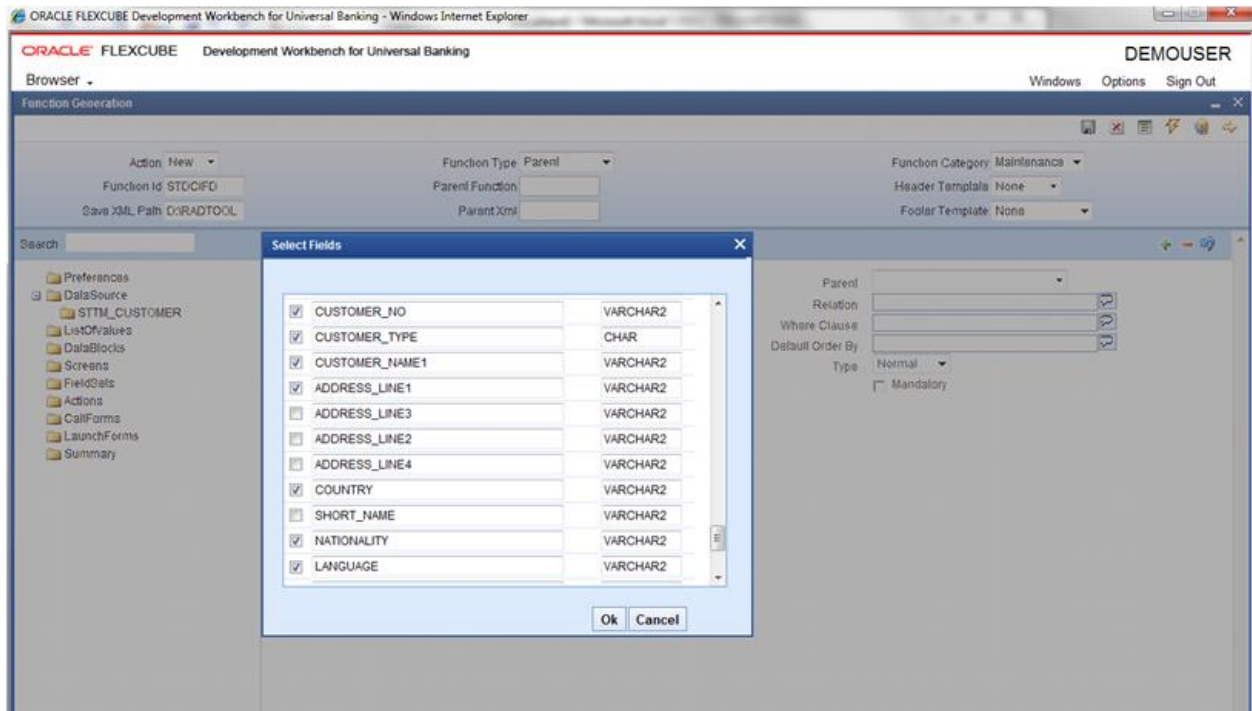 ORACLE FLEXCUBE Development Workbench for Universal Banking - Windows Internet Explorer
ORACLE FLEXCUBE Development Workbench for Universal Banking DEMOUSER
Browser Windows Options Sign Out
Function Generation
Action New Function Type Parent Function Category Maintenance
Function Id STDCIFD Parent Function Header Template None
Save XML Path D:\RADTOOL Parent Xml Footer Template None
Search
Preferences
DataSource
STTM_CUSTOMER
ListOfValues
DataBlocks
Screens
FieldSets
Actions
CallForms
LaunchForms
Summary
Select Fields
CUSTOMER_NO VARCHAR2
CUSTOMER_TYPE CHAR
CUSTOMER_NAME1 VARCHAR2
ADDRESS_LINE1 VARCHAR2
ADDRESS_LINE3 VARCHAR2
ADDRESS_LINE2 VARCHAR2
ADDRESS_LINE4 VARCHAR2
COUNTRY VARCHAR2
SHORT_NAME VARCHAR2
NATIONALITY VARCHAR2
LANGUAGE VARCHAR2
Ok Cancel
Parent
Relation
Where Clause
Default Order By
Type Normal
Mandatory